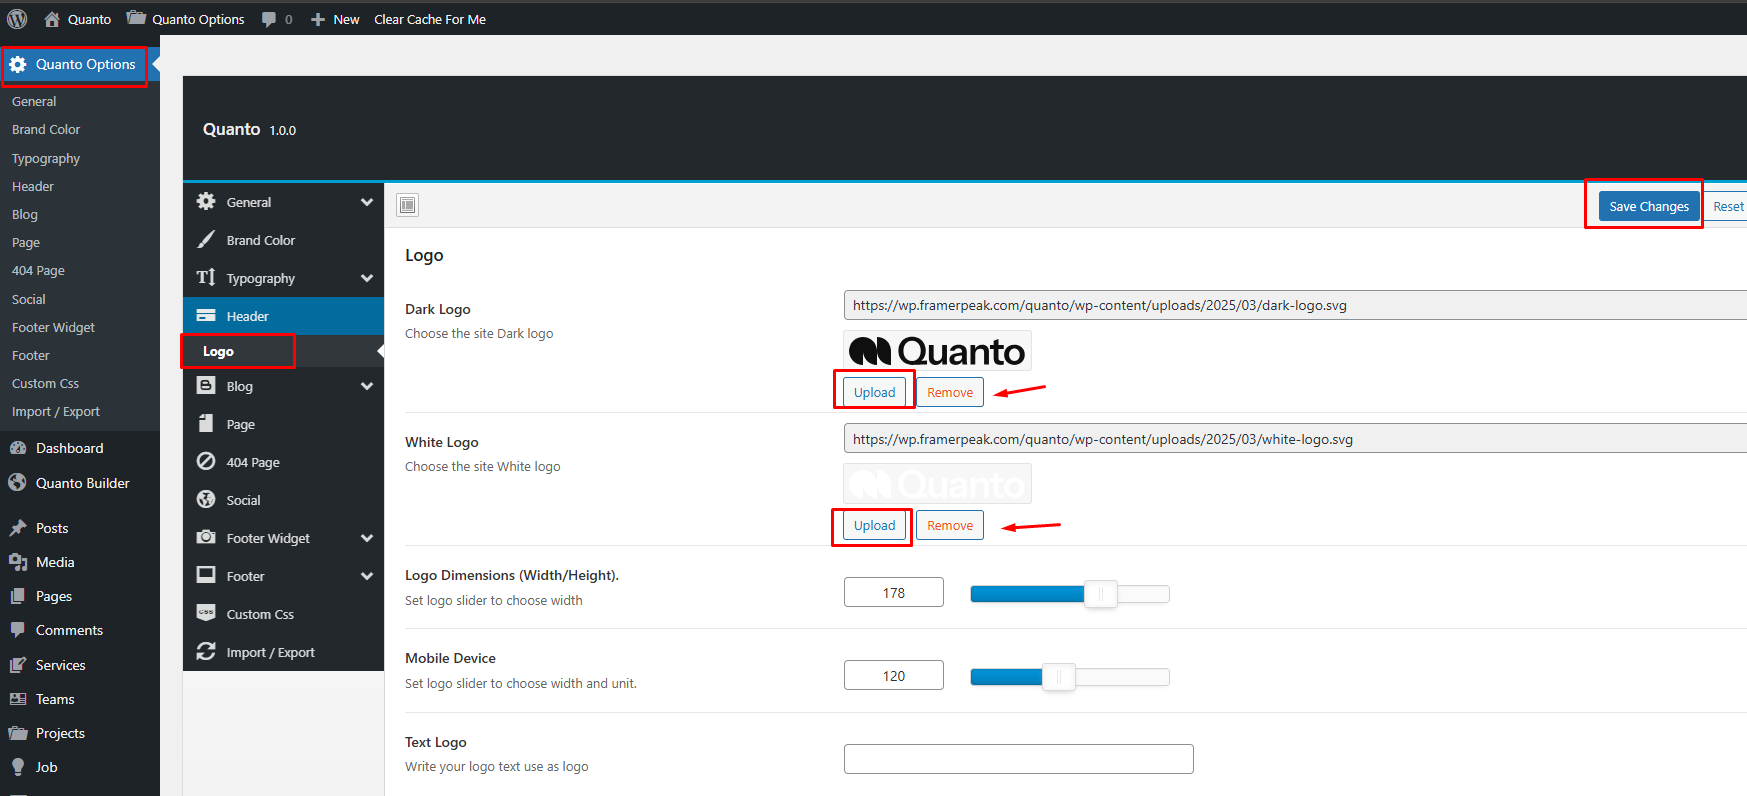 Quanto
Quanto Options
0
New
Clear Cache For Me
Quanto Options
General
Brand Color
Typography
Header
Blog
Page
404 Page
Social
Footer Widget
Footer
Custom Css
Import / Export
Dashboard
Quanto Builder
Posts
Media
Pages
Comments
Services
Teams
Projects
Job
Quanto 1.0.0
General
Brand Color
Typography
Header
Logo
Blog
Page
404 Page
Social
Footer Widget
Footer
CSS
Custom Css
Import / Export
Save Changes
Reset
Logo
Dark Logo
Choose the site Dark logo
https://wp.framerpeak.com/quanto/wp-content/uploads/2025/03/dark-logo.svg
Quanto
Upload
Remove
White Logo
Choose the site White logo
https://wp.framerpeak.com/quanto/wp-content/uploads/2025/03/white-logo.svg
Quanto
Upload
Remove
Logo Dimensions (Width/Height).
Set logo slider to choose width
178
Mobile Device
Set logo slider to choose width and unit.
120
Text Logo
Write your logo text use as logo